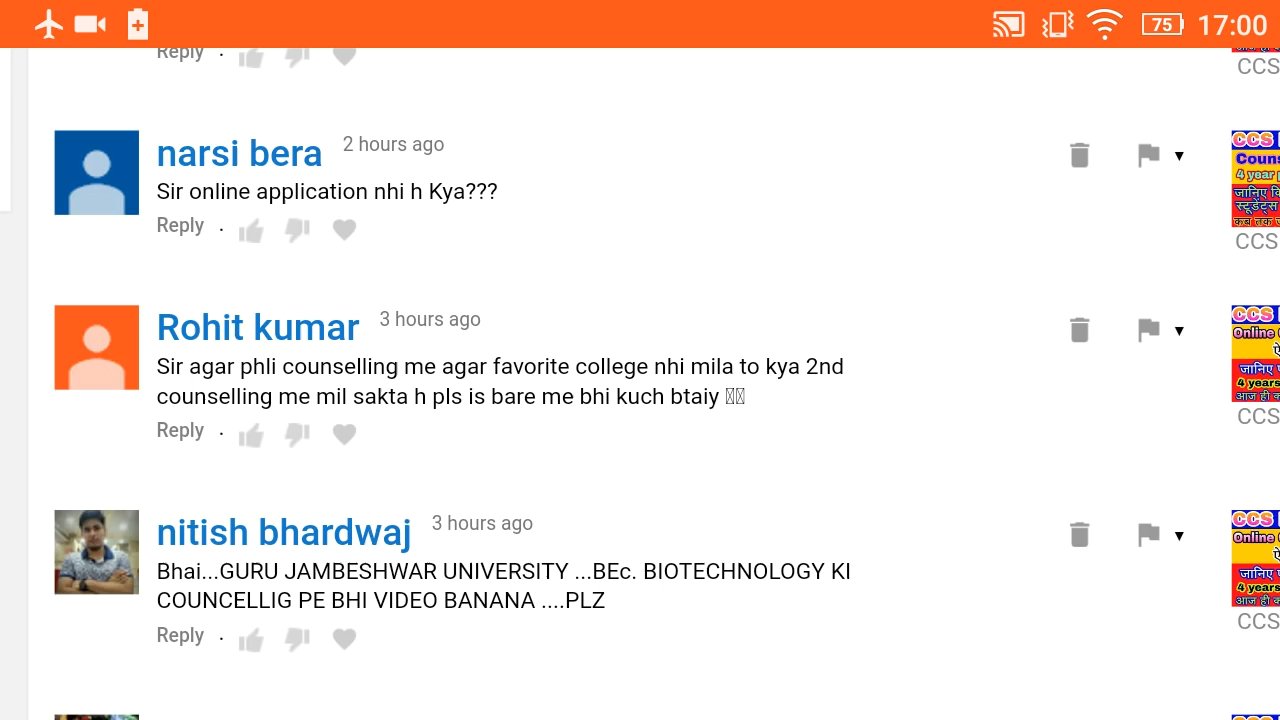 75 17:00
Reply .
CCS
narsi bera 2 hours ago
Sir online application nhi h Kya???
Reply .
CCS
Couns
4 year
जानिए
स्टूडेंट्स
कब तक
CCS
Rohit kumar 3 hours ago
Sir agar phli counselling me agar favorite college nhi mila to kya 2nd
counselling me mil sakta h pls is bare me bhi kuch btaiy
Reply .
CCS
Online
जानिए
4 years
आज ही
CCS
nitish bhardwaj 3 hours ago
Bhai...GURU JAMBESHWAR UNIVERSITY ...BEc. BIOTECHNOLOGY KI
COUNCELLIG PE BHI VIDEO BANANA ....PLZ
Reply .
CCS
Online
जानिए
4 years
आज ही
CCS